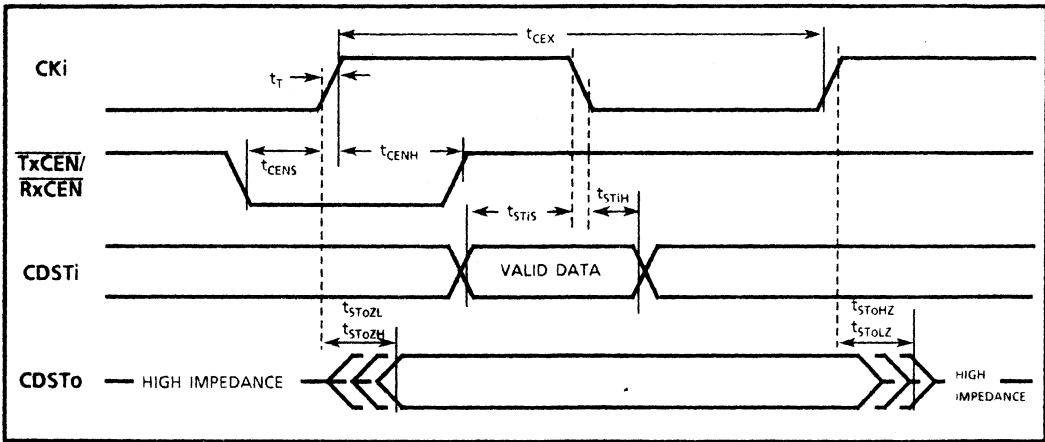 tCEX
CKi
tT
TxCEN/
RxCEN
tCENS
tCENH
tSTiS
tSTiH
CDSTi
VALID DATA
tSToZL
tSToZH
tSToHZ
tSToLZ
CDSTo
HIGH IMPEDANCE
HIGH
IMPEDANCE